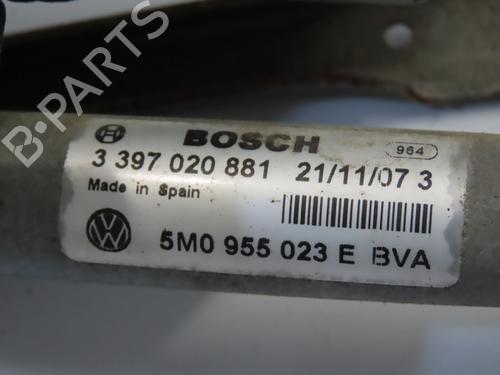 B-PARTS
BOSCH 964
3 397 020 881 21/11/07 3
Made in Spain
5M0 955 023 E BVA